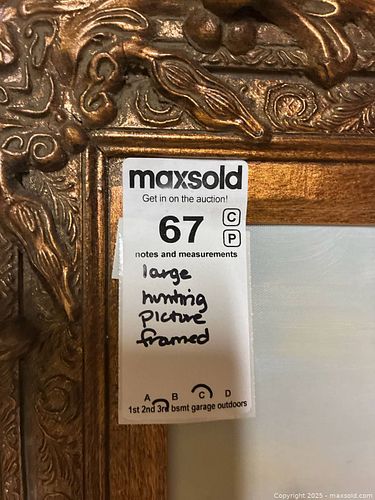 maxsold
Get in on the auction!
67 C
P
notes and measurements
large
hunting
picture
framed
A B C D
1st 2nd 3rd bsmt garage outdoors
Copyright 2025 - maxsold.com